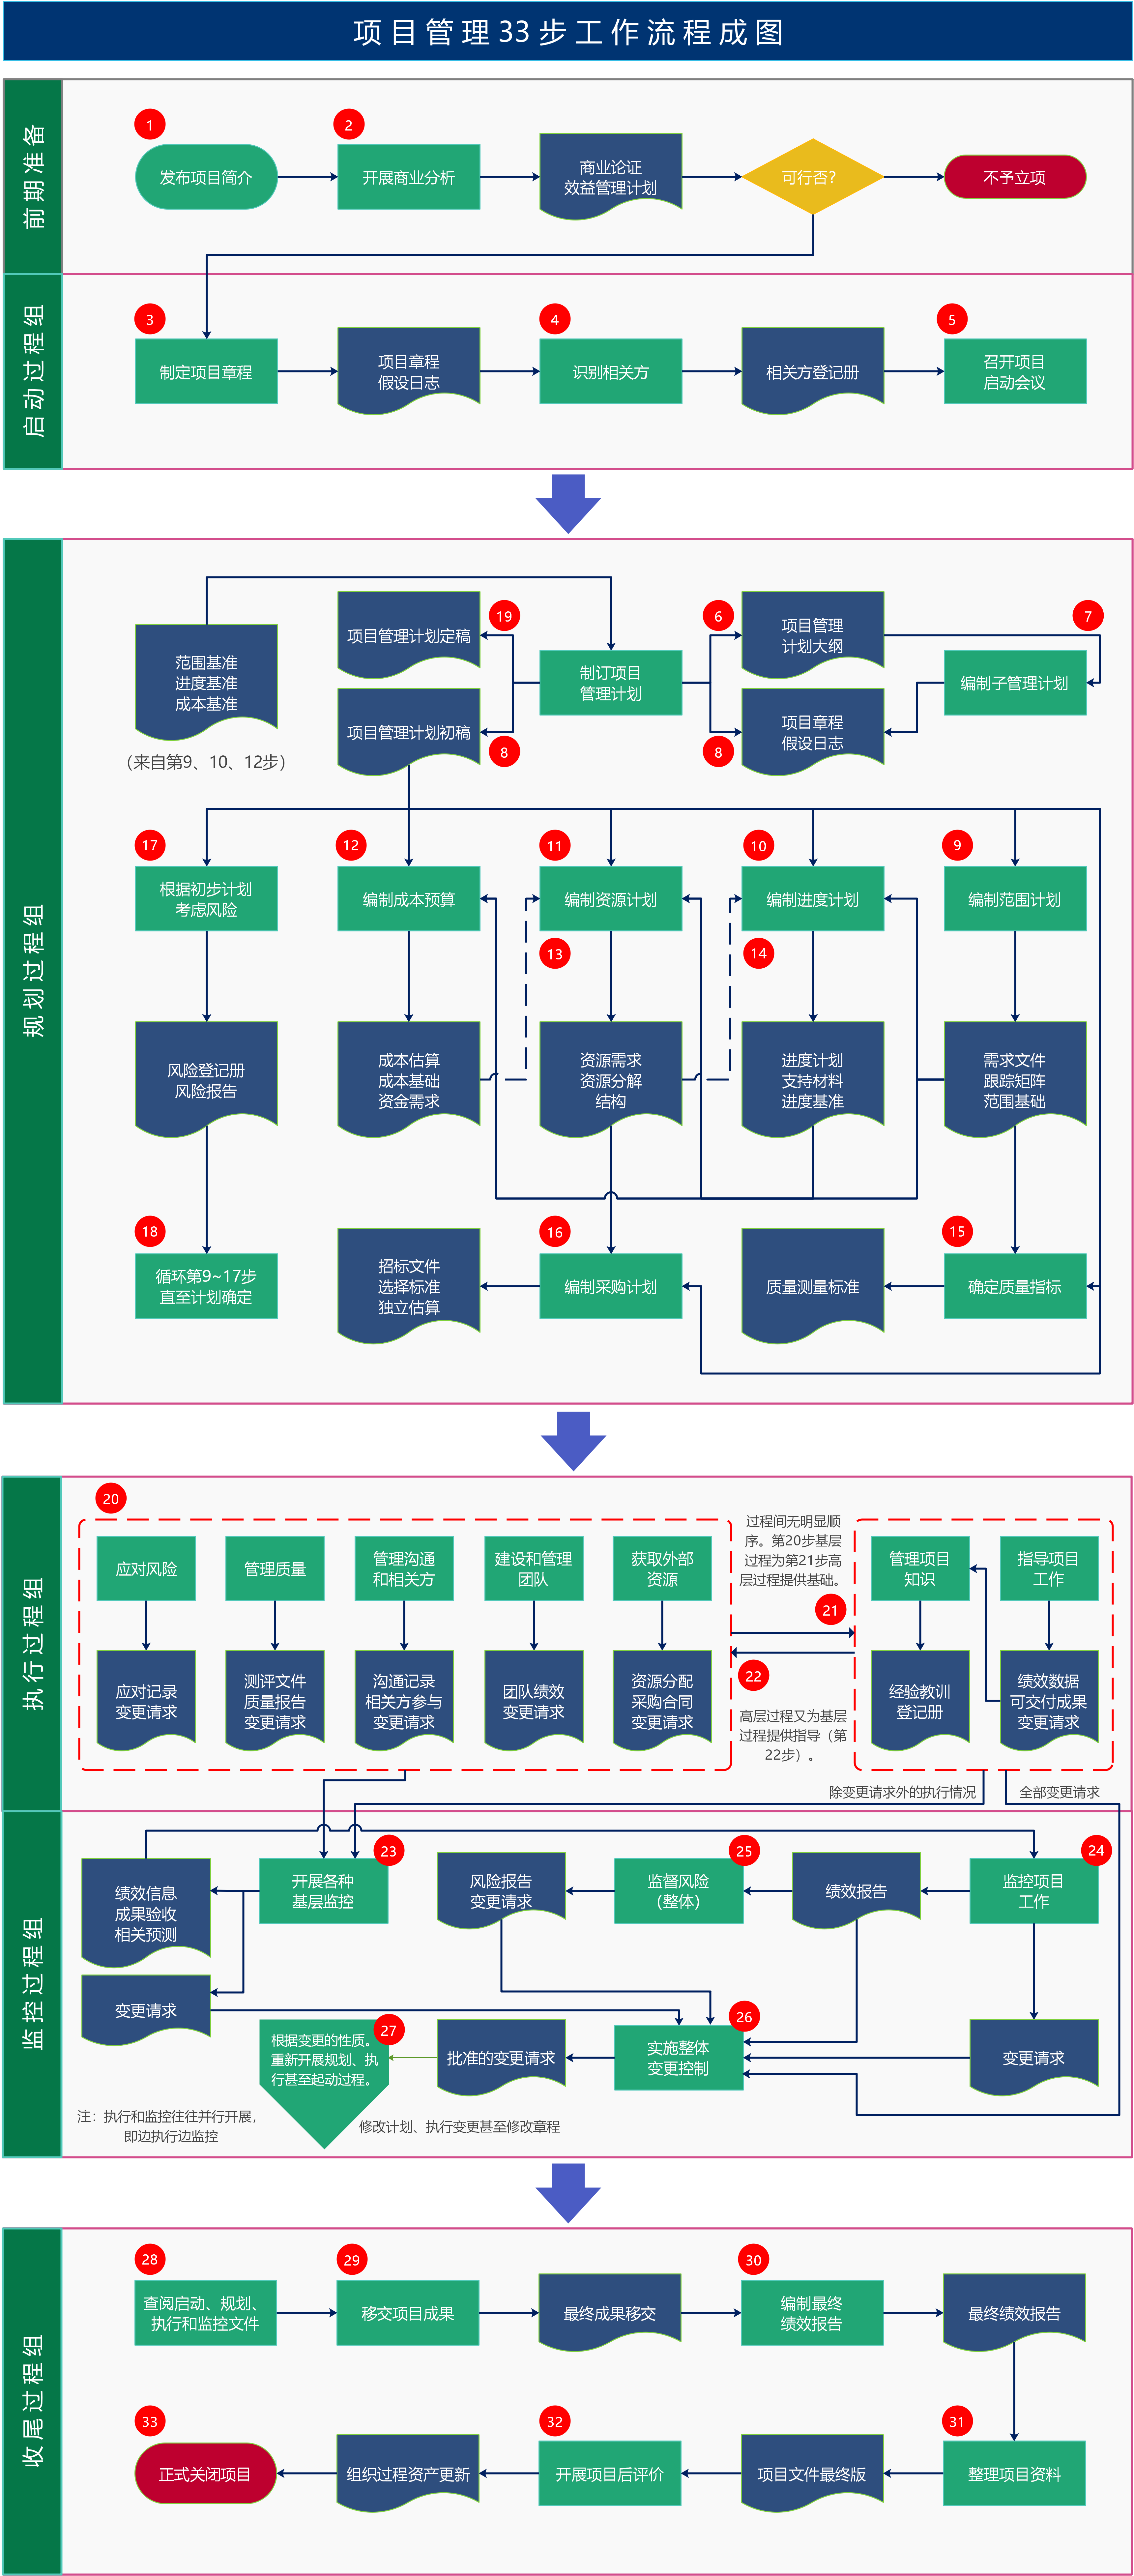 项目管理33步工作流程成图
前期准备
1
发布项目简介
2
开展商业分析
商业论证
效益管理计划
可行否?
不予立项
启动过程组
3
制定项目章程
项目章程
假设日志
4
识别相关方
相关方登记册
5
召开项目
启动会议
规划过程组
范围基准
进度基准
成本基准
(来自第9、10、12步)
项目管理计划定稿
19
项目管理计划初稿
8
制订项目
管理计划
6
项目管理
计划大纲
8
项目章程
假设日志
7
编制子管理计划
17
根据初步计划
考虑风险
12
编制成本预算
11
编制资源计划
13
10
编制进度计划
14
9
编制范围计划
风险登记册
风险报告
成本估算
成本基础
资金需求
资源需求
资源分解
结构
进度计划
支持材料
进度基准
需求文件
跟踪矩阵
范围基础
18
循环第9~17步
直至计划确定
招标文件
选择标准
独立估算
16
编制采购计划
质量测量标准
15
确定质量指标
执行过程组
20
应对风险
管理质量
管理沟通
和相关方
建设和管理
团队
获取外部
资源
应对记录
变更请求
测评文件
质量报告
变更请求
沟通记录
相关方参与
变更请求
团队绩效
变更请求
资源分配
采购合同
变更请求
过程间无明显顺
序。第20步基层
过程为第21步高
层过程提供基础。
21
22
高层过程又为基层
过程提供指导（第
22步）。
管理项目
知识
指导项目
工作
经验教训
登记册
绩效数据
可交付成果
变更请求
除变更请求外的执行情况
全部变更请求
监控过程组
绩效信息
成果验收
相关预测
变更请求
23
开展各种
基层监控
风险报告
变更请求
25
监督风险
（整体）
绩效报告
24
监控项目
工作
27
根据变更的性质。
重新开展规划、执
行甚至起动过程。
批准的变更请求
26
实施整体
变更控制
变更请求
注：执行和监控往往并行开展，
即边执行边监控
修改计划、执行变更甚至修改章程
收尾过程组
28
查阅启动、规划、
执行和监控文件
29
移交项目成果
最终成果移交
30
编制最终
绩效报告
最终绩效报告
33
正式关闭项目
组织过程资产更新
32
开展项目后评价
项目文件最终版
31
整理项目资料